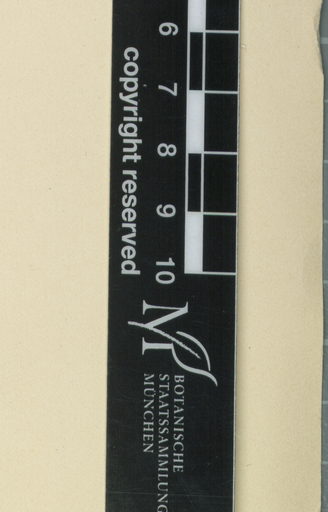 6 7 8 9 10
copyright reserved
BOTANISCHE
STAATSSAMMLUNG
MÜNCHEN